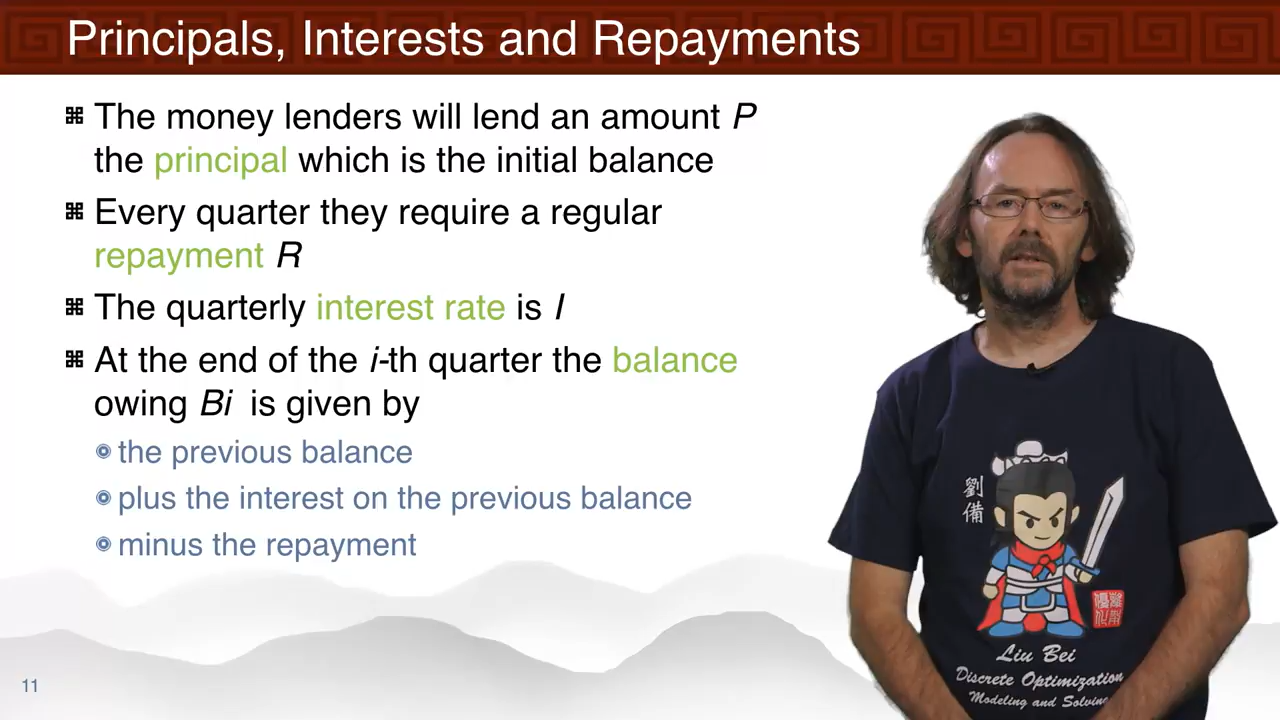 Principals, Interests and Repayments
The money lenders will lend an amount P
the principal which is the initial balance
Every quarter they require a regular
repayment R
The quarterly interest rate is I
At the end of the i-th quarter the balance
owing Bi is given by
the previous balance
plus the interest on the previous balance
minus the repayment
11
劉備
Liu Bei
Discrete Optimization
Modeling and Solving